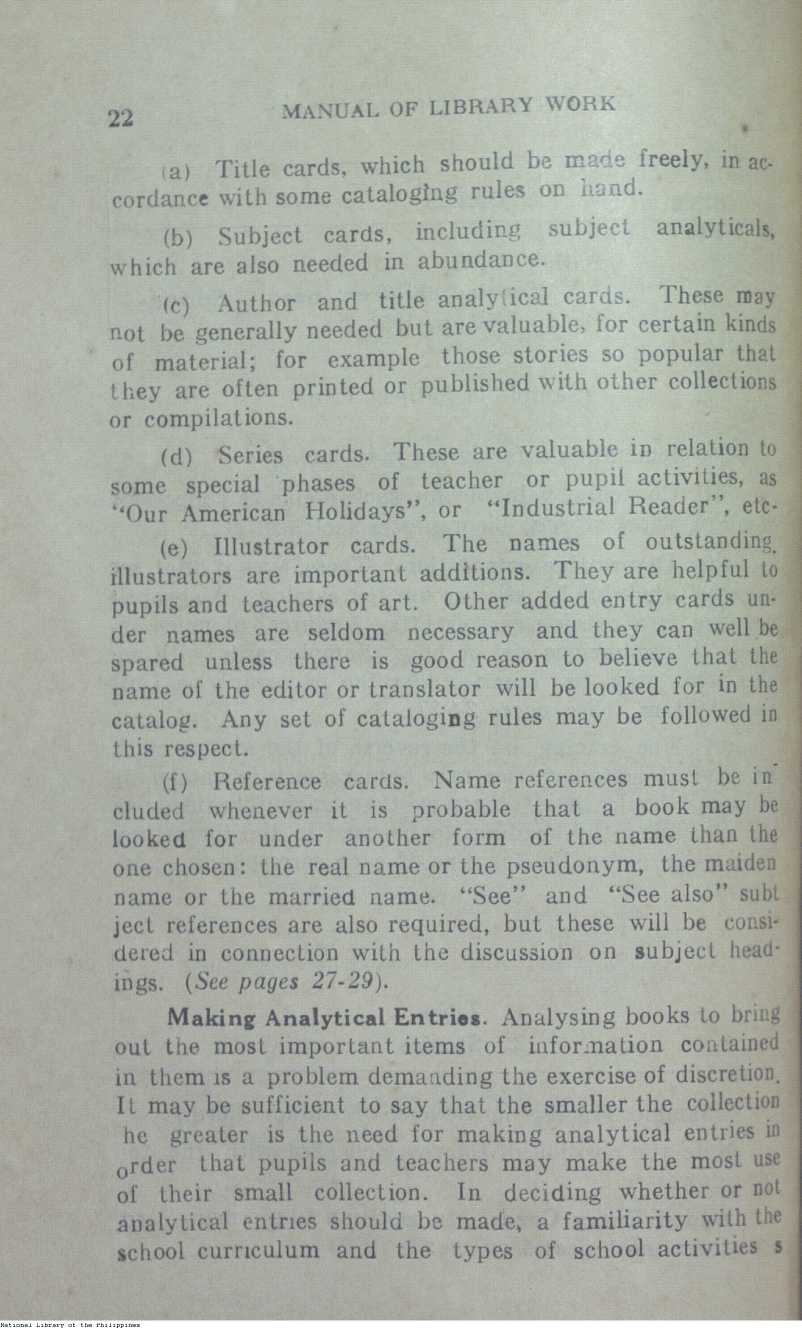 22
MANUAL OF LIBRARY WORK
(a) Title cards, which should be made freely, in ac-
cordance with some cataloging rules on hand.
(b) Subject cards, including subject analyticals,
which are also needed in abundance.
(c) Author and title analytical cards. These may
not be generally needed but are valuable, for certain kinds
of material; for example those stories so popular that
they are often printed or published with other collections
or compilations.
(d) Series cards. These are valuable in relation to
some special phases of teacher or pupil activities, as
"Our American Holidays", or "Industrial Reader", etc-
(e) Illustrator cards. The names of outstanding
illustrators are important additions. They are helpful to
pupils and teachers of art. Other added entry cards un-
der names are seldom necessary and they can well be
spared unless there is good reason to believe that the
name of the editor or translator will be looked for in the
catalog. Any set of cataloging rules may be followed in
this respect.
(f) Reference cards. Name references must be in-
cluded whenever it is probable that a book may be
looked for under another form of the name than the
one chosen: the real name or the pseudonym, the maiden
name or the married name. "See" and "See also" subt
ject references are also required, but these will be consi-
dered in connection with the discussion on subject head-
ings. (See pages 27-29).
Making Analytical Entries. Analysing books to bring
out the most important items of information contained
in them is a problem demanding the exercise of discretion.
It may be sufficient to say that the smaller the collection
he greater is the need for making analytical entries in
order that pupils and teachers may make the most use
of their small collection. In deciding whether or not
analytical entries should be made, a familiarity with the
school curriculum and the types of school activities s
National Library of the Philippines